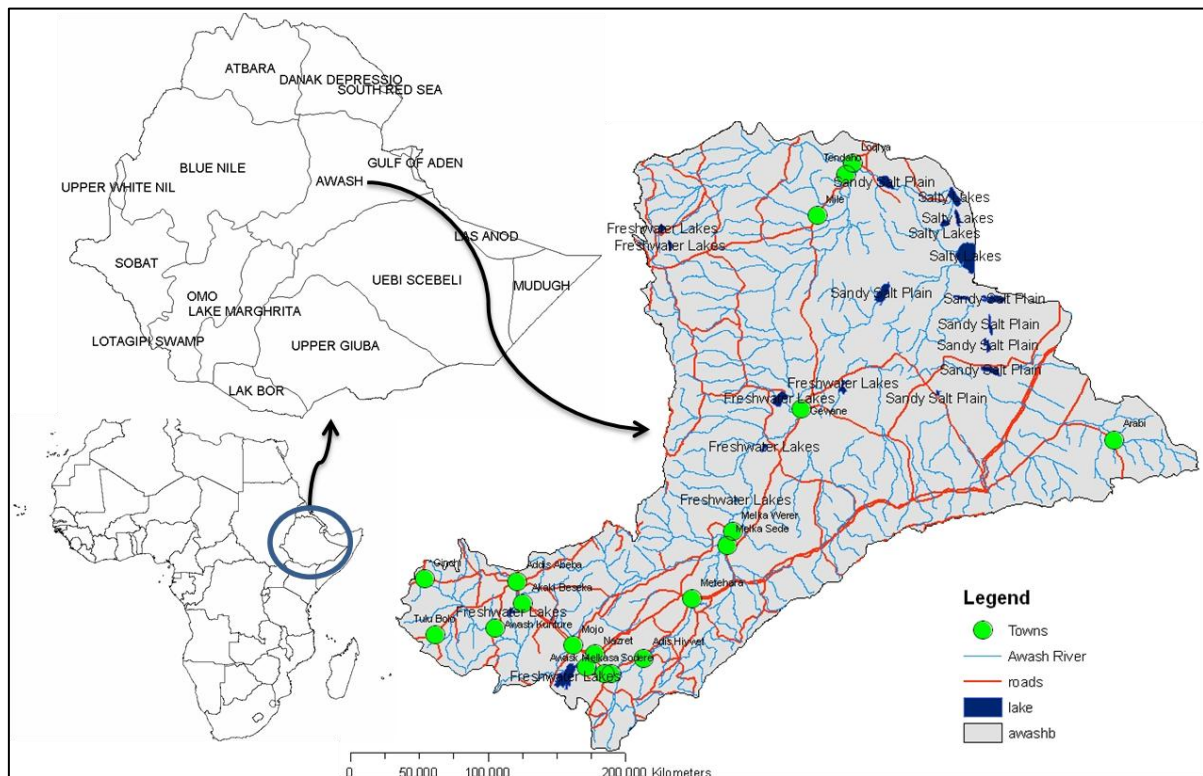 ATBARA
DANAK DEPRESSIO
SOUTH RED SEA
BLUE NILE
GULF OF ADEN
AWASH
UPPER WHITE NIL
LAS ANOD
SOBAT
UEBI SCEBELI
MUDUGH
OMO
LAKE MARGHRITA
LOTAGIPI SWAMP
UPPER GIUBA
LAK BOR
Logiya
Tendaho
Sandy Salt Plain
Mile
Salty Lakes
Salty Lakes
Salty Lakes
Salty Lakes
Freshwater Lakes
Freshwater Lakes
Sandy Salt Plain
Sandy Salt Plain
Sandy Salt Plain
Sandy Salt Plain
Sandy Salt Plain
Freshwater Lakes
Freshwater Lakes
Sandy Salt Plain
Gewane
Arabi
Freshwater Lakes
Freshwater Lakes
Melka Werer
Melka Sede
Metehara
Ginchi
Addis Abeba
Akaki Beseka
Freshwater Lakes
Tulu Bolo
Awash Kunture
Mojo
Nazret
Adis Hiywet
Awash Melkasa Sodere
Freshwater Lakes
Legend
Towns
Awash River
roads
lake
awashb
0 50,000 100,000 200,000 Kilometers